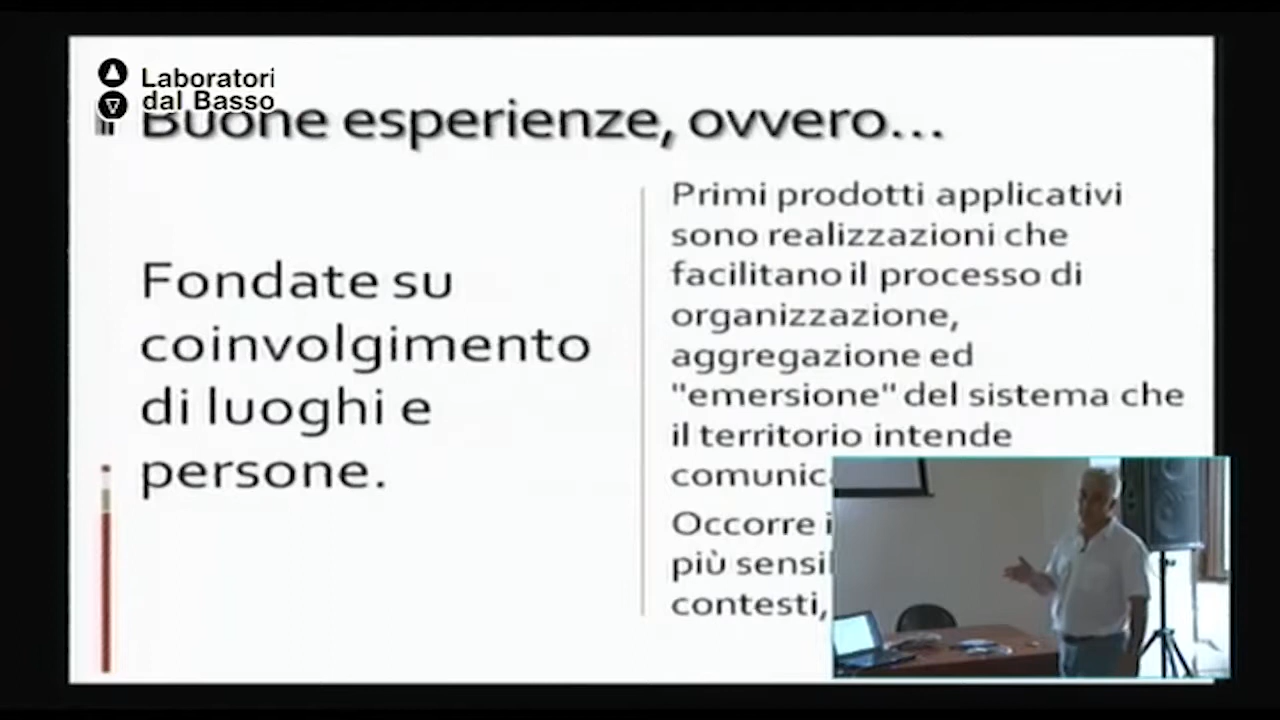 Laboratori
dal Basso
Buone esperienze, ovvero...
Fondate su
coinvolgimento
di luoghi e
persone.
Primi prodotti applicativi
sono realizzazioni che
facilitano il processo di
organizzazione,
aggregazione ed
"emersione" del sistema che
il territorio intende
Occorre
più
contesti,